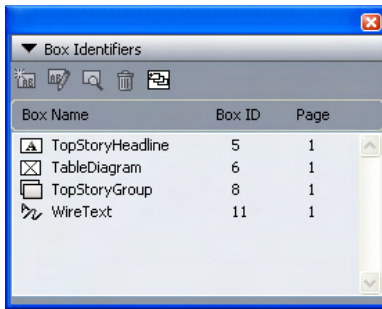 Box Identifiers
Box Name Box ID Page
TopStoryHeadline 5 1
TableDiagram 6 1
TopStoryGroup 8 1
WireText 11 1